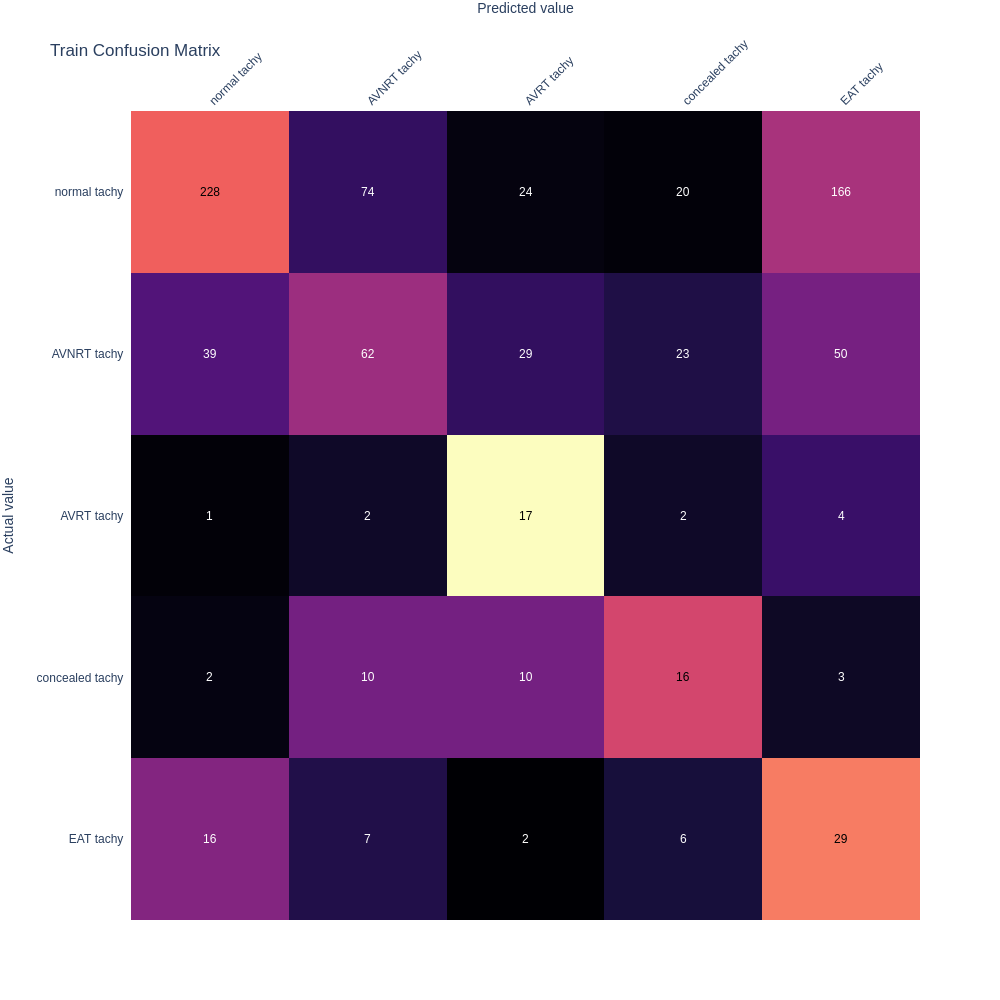 Predicted value
Train Confusion Matrix
normal tachy
AVNRT tachy
AVRT tachy
concealed tachy
EAT tachy
normal tachy 228 74 24 20 166
AVNRT tachy 39 62 29 23 50
Actual value
AVRT tachy 1 2 17 2 4
concealed tachy 2 10 10 16 3
EAT tachy 16 7 2 6 29